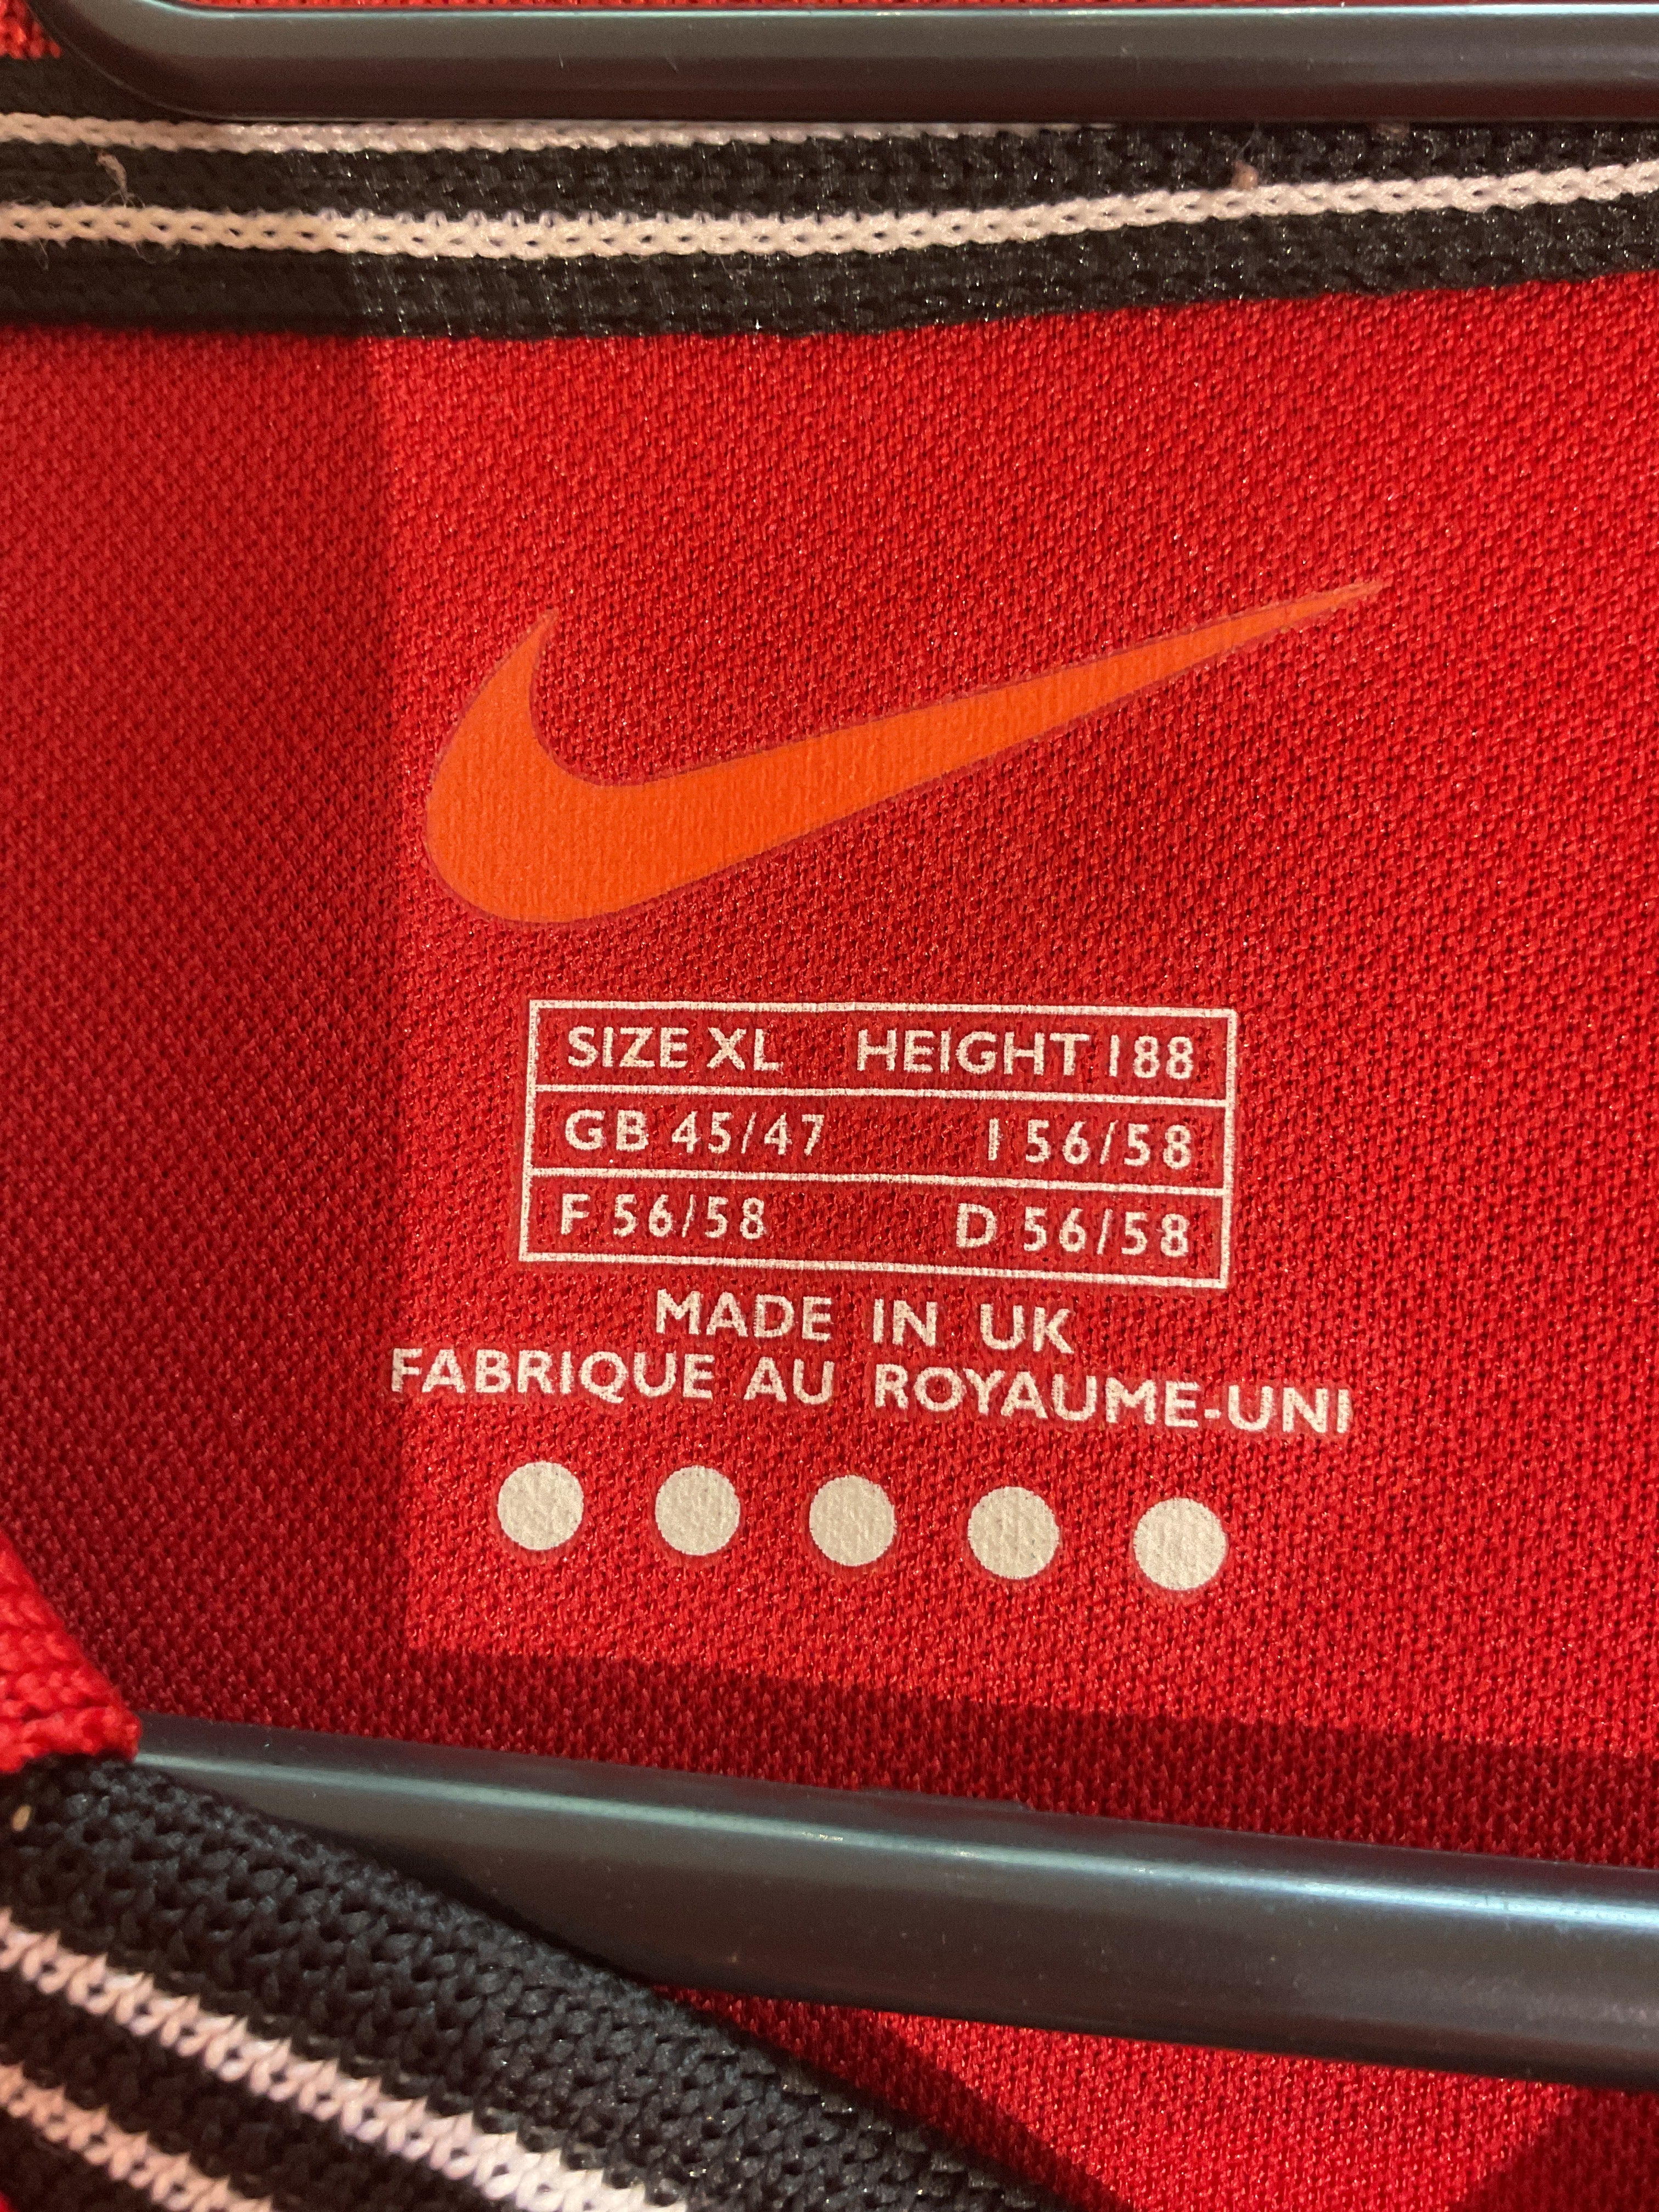 SIZE XL HEIGHT 188
GB 45/47 I 56/58
F 56/58 D 56/58
MADE IN UK
FABRIQUE AU ROYAUME-UNI